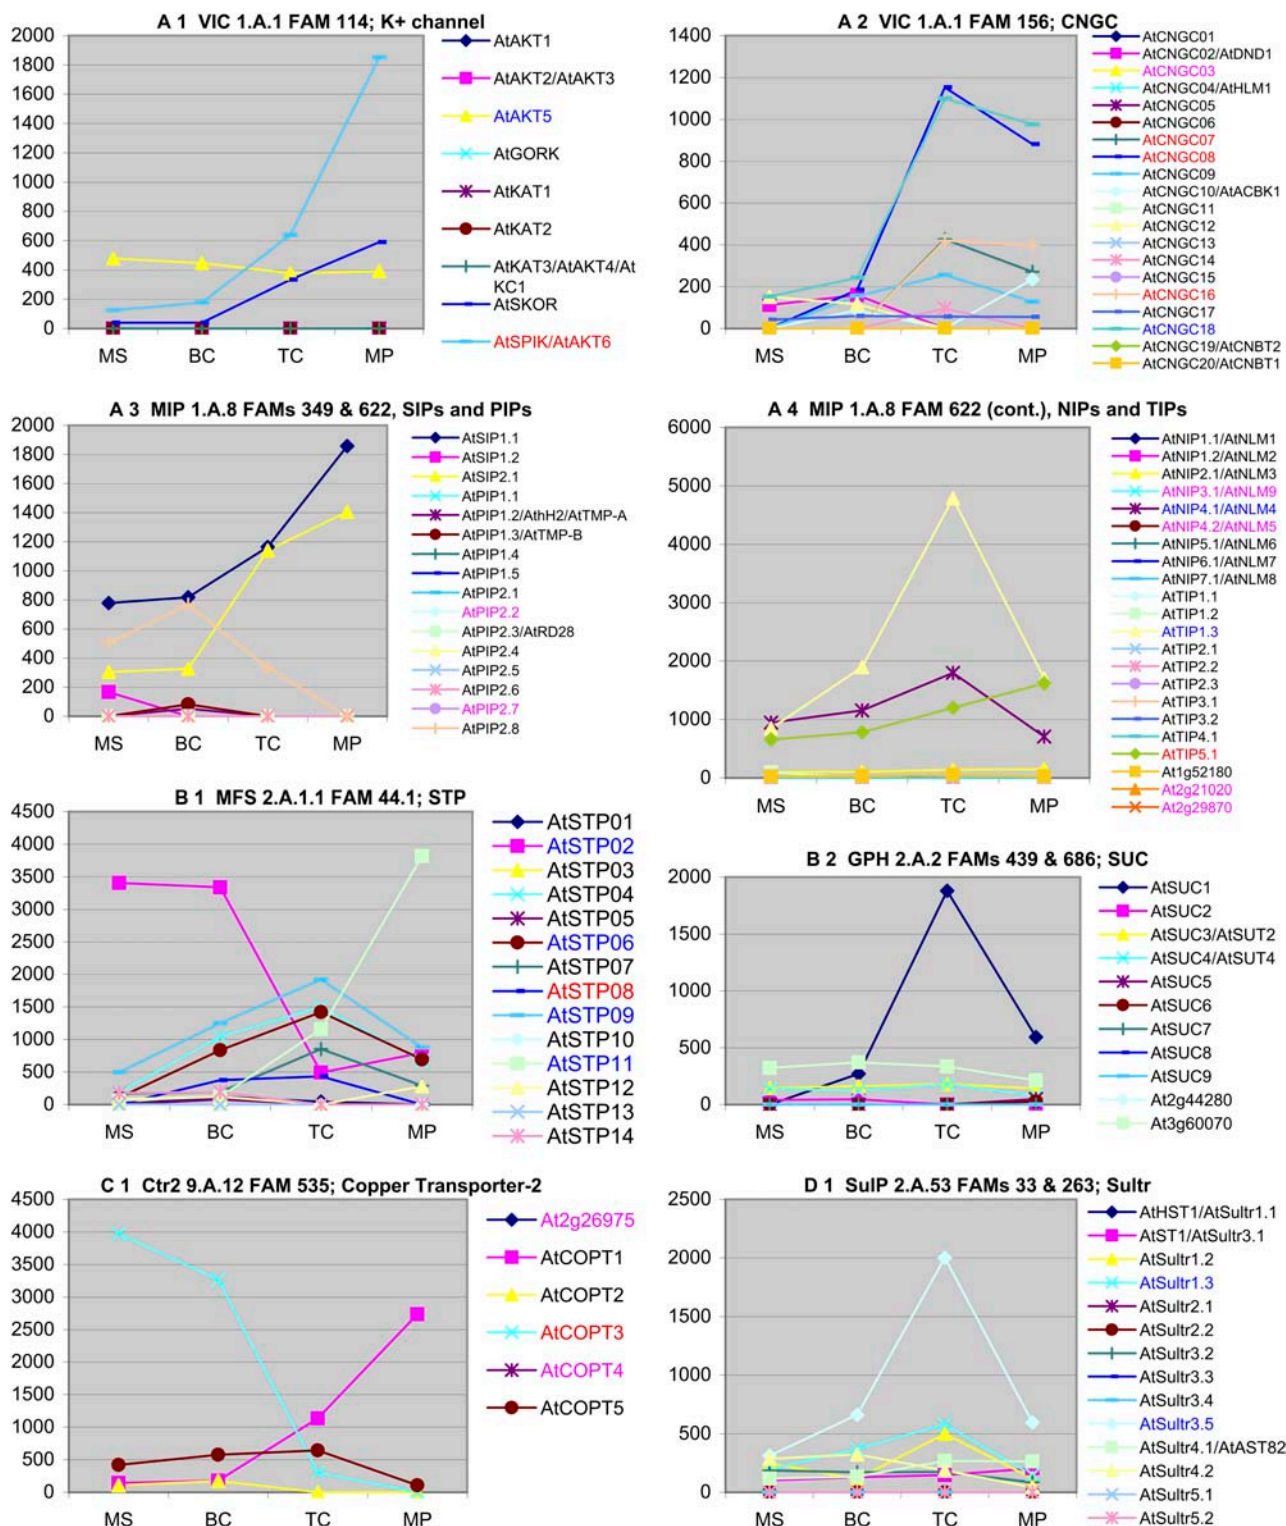 A 1 VIC 1.A.1 FAM 114; K+ channel
2000
1800
1600
1400
1200
1000
800
600
400
200
0
MS BC TC MP
AtAKT1
AtAKT2/AtAKT3
AtAKT5
AtGORK
AtKAT1
AtKAT2
AtKAT3/AtAKT4/At
KC1
AtSKOR
AtSPIK/AtAKT6
A 2 VIC 1.A.1 FAM 156; CNGC
1400
1200
1000
800
600
400
200
0
MS BC TC MP
AtCNGC01
AtCNGC02/AtDND1
AtCNGC03
AtCNGC04/AtHLM1
AtCNGC05
AtCNGC06
AtCNGC07
AtCNGC08
AtCNGC09
AtCNGC10/AtACBK1
AtCNGC11
AtCNGC12
AtCNGC13
AtCNGC14
AtCNGC15
AtCNGC16
AtCNGC17
AtCNGC18
AtCNGC19/AtCNBT2
AtCNGC20/AtCNBT1
A 3 MIP 1.A.8 FAMs 349 & 622, SIPs and PIPs
2000
1800
1600
1400
1200
1000
800
600
400
200
0
MS BC TC MP
AtSIP1.1
AtSIP1.2
AtSIP2.1
AtPIP1.1
AtPIP1.2/AthH2/AtTMP-A
AtPIP1.3/AtTMP-B
AtPIP1.4
AtPIP1.5
AtPIP2.1
AtPIP2.2
AtPIP2.3/AtRD28
AtPIP2.4
AtPIP2.5
AtPIP2.6
AtPIP2.7
AtPIP2.8
A 4 MIP 1.A.8 FAM 622 (cont.), NIPs and TIPs
6000
5000
4000
3000
2000
1000
0
MS BC TC MP
AtNIP1.1/AtNLM1
AtNIP1.2/AtNLM2
AtNIP2.1/AtNLM3
AtNIP3.1/AtNLM9
AtNIP4.1/AtNLM4
AtNIP4.2/AtNLM5
AtNIP5.1/AtNLM6
AtNIP6.1/AtNLM7
AtNIP7.1/AtNLM8
AtTIP1.1
AtTIP1.2
AtTIP1.3
AtTIP2.1
AtTIP2.2
AtTIP2.3
AtTIP3.1
AtTIP3.2
AtTIP4.1
AtTIP5.1
At1g52180
At2g21020
At2g29870
B 1 MFS 2.A.1.1 FAM 44.1; STP
4500
4000
3500
3000
2500
2000
1500
1000
500
0
MS BC TC MP
AtSTP01
AtSTP02
AtSTP03
AtSTP04
AtSTP05
AtSTP06
AtSTP07
AtSTP08
AtSTP09
AtSTP10
AtSTP11
AtSTP12
AtSTP13
AtSTP14
B 2 GPH 2.A.2 FAMs 439 & 686; SUC
2000
1500
1000
500
0
MS BC TC MP
AtSUC1
AtSUC2
AtSUC3/AtSUT2
AtSUC4/AtSUT4
AtSUC5
AtSUC6
AtSUC7
AtSUC8
AtSUC9
At2g44280
At3g60070
C 1 Ctr2 9.A.12 FAM 535; Copper Transporter-2
4500
4000
3500
3000
2500
2000
1500
1000
500
0
MS BC TC MP
At2g26975
AtCOPT1
AtCOPT2
AtCOPT3
AtCOPT4
AtCOPT5
D 1 SulP 2.A.53 FAMs 33 & 263; Sultr
2500
2000
1500
1000
500
0
MS BC TC MP
AtHST1/AtSultr1.1
AtST1/AtSultr3.1
AtSultr1.2
AtSultr1.3
AtSultr2.1
AtSultr2.2
AtSultr3.2
AtSultr3.3
AtSultr3.4
AtSultr3.5
AtSultr4.1/AtAST82
AtSultr4.2
AtSultr5.1
AtSultr5.2